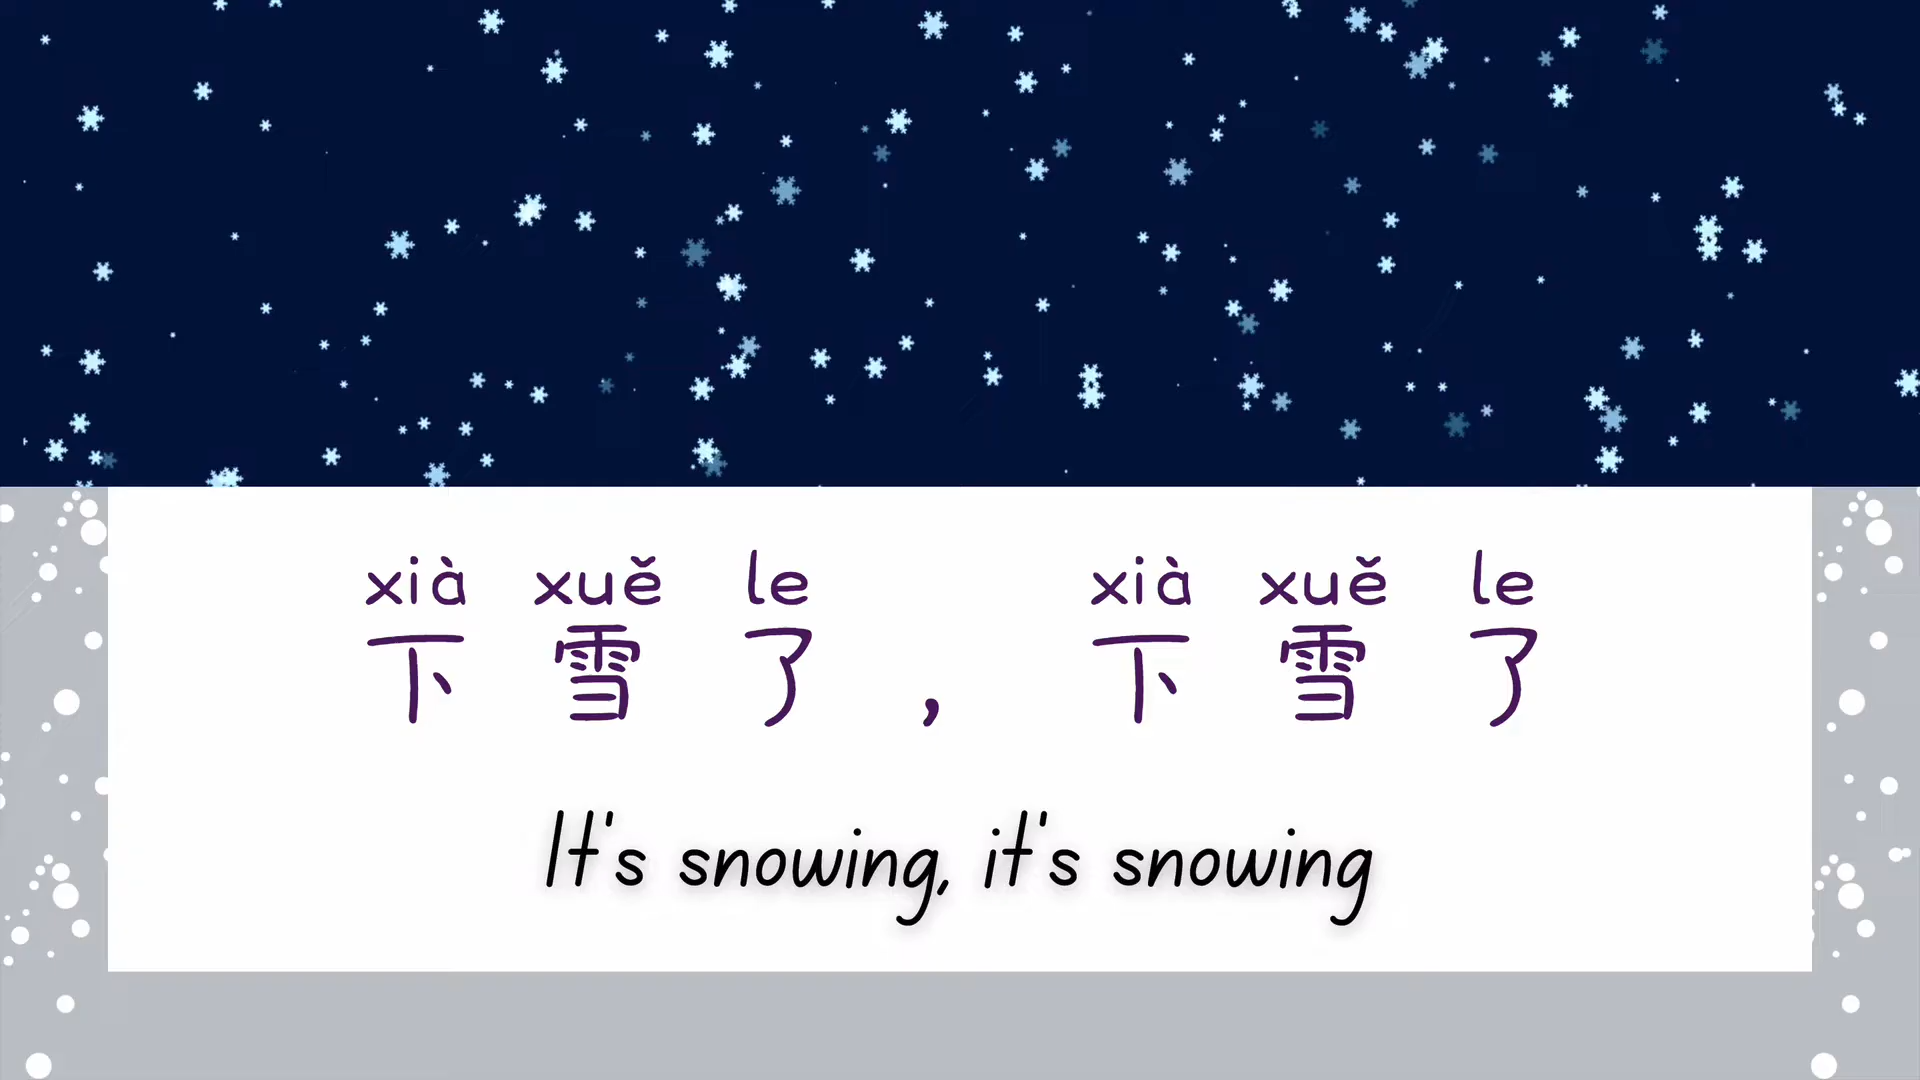 xià xuě le xià xuě le
下雪了，下雪了
It's snowing, it's snowing